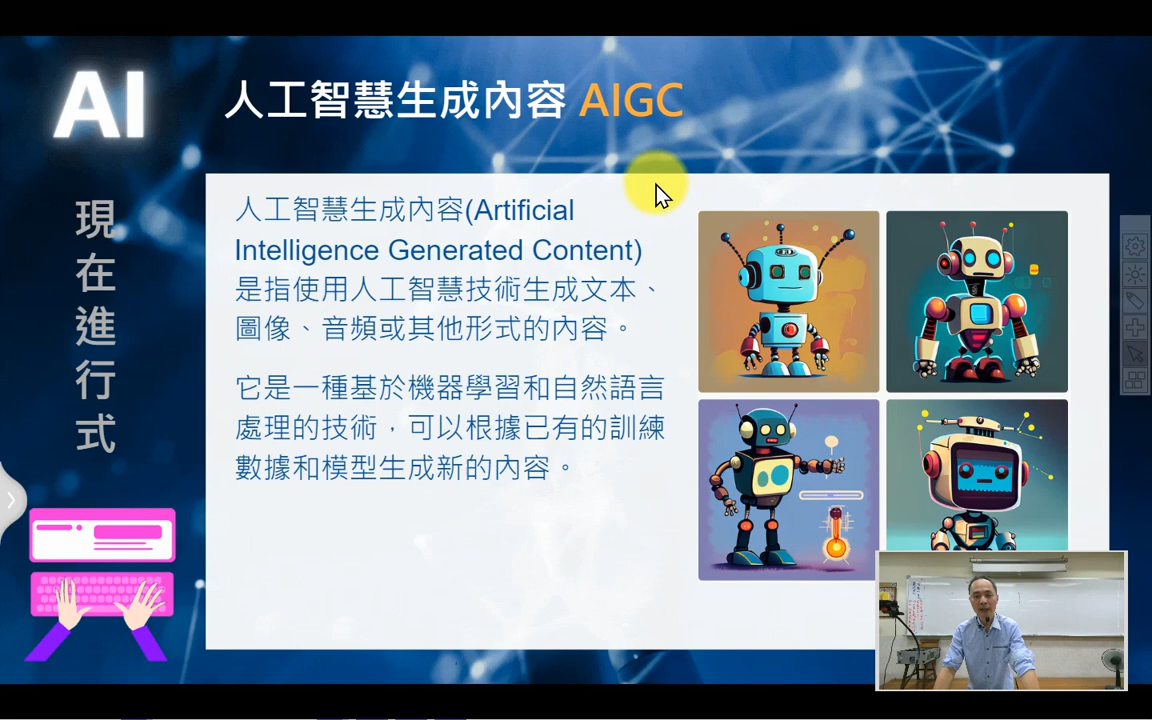 AI
現在進行式
人工智慧生成內容 AIGC
人工智慧生成內容(Artificial
Intelligence Generated Content)
是指使用人工智慧技術生成文本、
圖像、音頻或其他形式的內容。
它是一種基於機器學習和自然語言
處理的技術，可以根據已有的訓練
數據和模型生成新的內容。